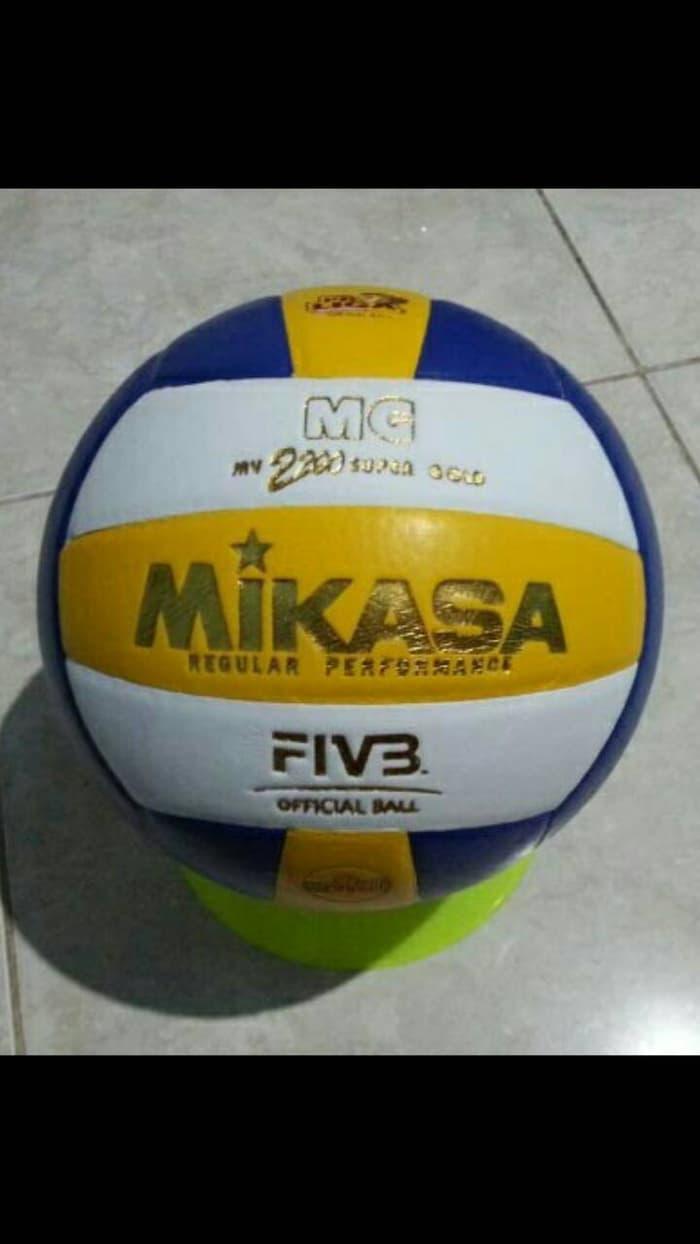 MG
MV 2200 SUPER GOLD
MiKASA
REGULAR PERFORMANCE
FIVB.
OFFICIAL BALL